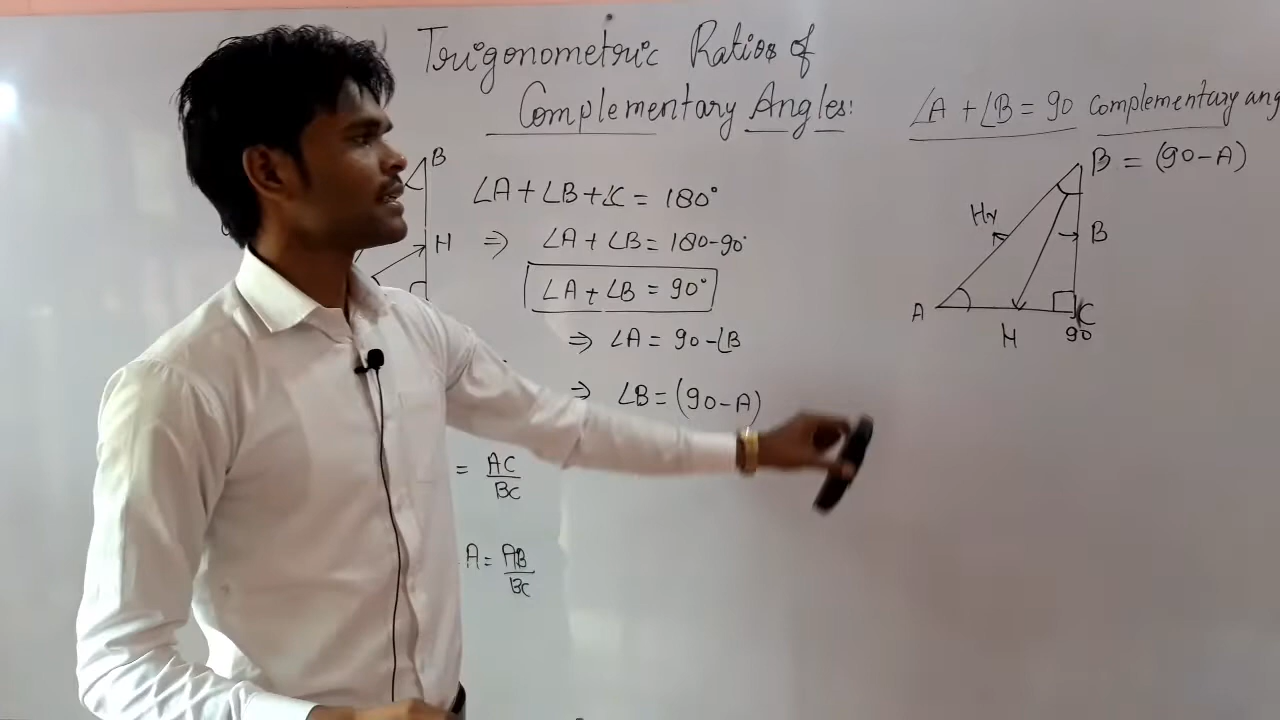 Trigonometric Ratios of
Complementary Angles:
∠A + ∠B = 90 complementary ang
B
H
∠A + ∠B + ∠C = 180°
⇒ ∠A + ∠B = 180-90°
∠A + ∠B = 90°
⇒ ∠A = 90-∠B
⇒ ∠B = (90-A)
= AC
BC
A = AB
BC
B = (90-A)
B
A
H
C
90